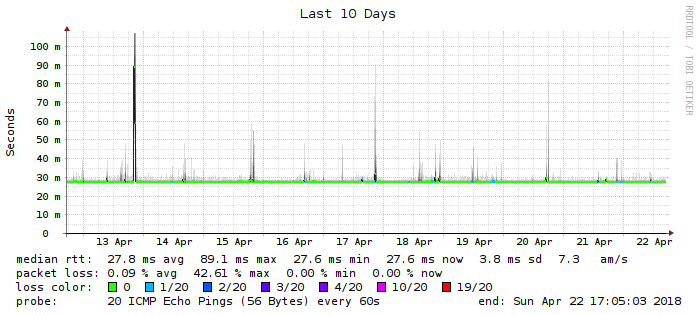 Last 10 Days
RRDTOOL / TOBI OETIKER
Seconds
100 m
90 m
80 m
70 m
60 m
50 m
40 m
30 m
20 m
10 m
0
13 Apr 14 Apr 15 Apr 16 Apr 17 Apr 18 Apr 19 Apr 20 Apr 21 Apr 22 Apr
median rtt: 27.8 ms avg 89.1 ms max 27.6 ms min 27.6 ms now 3.8 ms sd 7.3 am/s
packet loss: 0.09 % avg 42.61 % max 0.00 % min 0.00 % now
loss color: 0 1/20 2/20 3/20 4/20 10/20 19/20
probe: 20 ICMP Echo Pings (56 Bytes) every 60s end: Sun Apr 22 17:05:03 2018